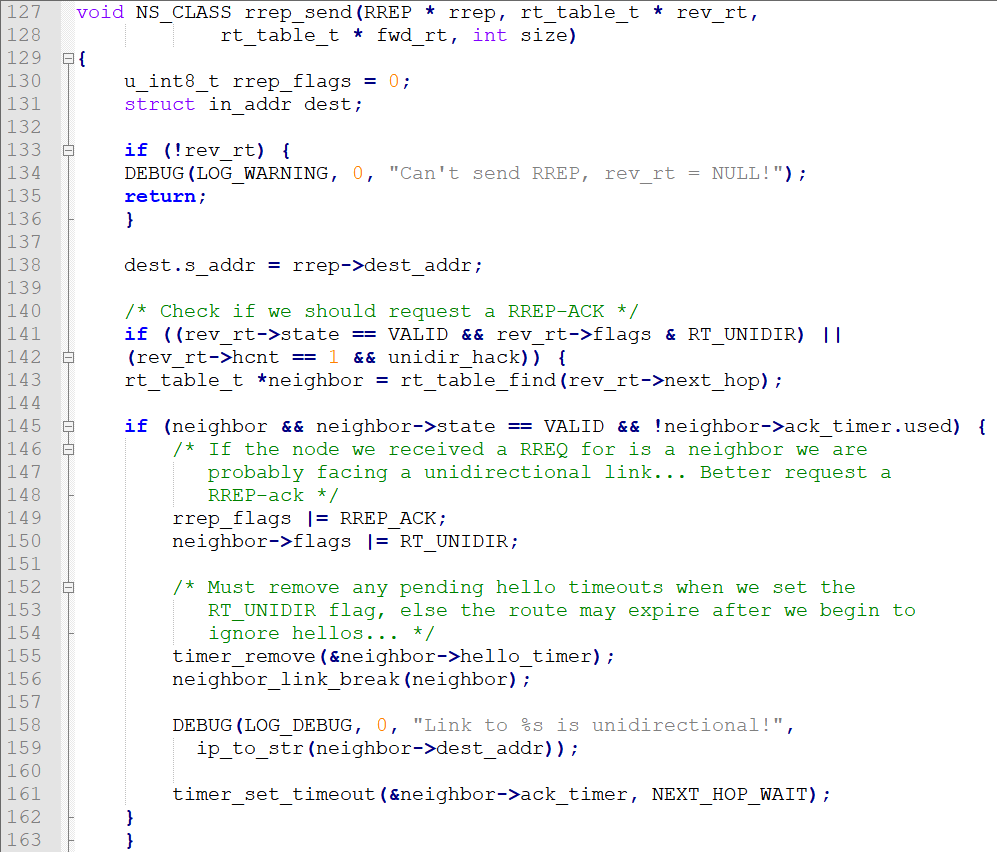 127 void NS_CLASS rrep_send(RREP * rrep, rt_table_t * rev_rt,
128 rt_table_t * fwd_rt, int size)
129 {
130 u_int8_t rrep_flags = 0;
131 struct in_addr dest;
132
133 if (!rev_rt) {
134 DEBUG(LOG_WARNING, 0, "Can't send RREP, rev_rt = NULL!");
135 return;
136 }
137
138 dest.s_addr = rrep->dest_addr;
139
140 /* Check if we should request a RREP-ACK */
141 if ((rev_rt->state == VALID && rev_rt->flags & RT_UNIDIR) ||
142 (rev_rt->hcnt == 1 && unidir_hack)) {
143 rt_table_t *neighbor = rt_table_find(rev_rt->next_hop);
144
145 if (neighbor && neighbor->state == VALID && !neighbor->ack_timer.used) {
146 /* If the node we received a RREQ for is a neighbor we are
147 probably facing a unidirectional link... Better request a
148 RREP-ack */
149 rrep_flags |= RREP_ACK;
150 neighbor->flags |= RT_UNIDIR;
151
152 /* Must remove any pending hello timeouts when we set the
153 RT_UNIDIR flag, else the route may expire after we begin to
154 ignore hellos... */
155 timer_remove(&neighbor->hello_timer);
156 neighbor_link_break(neighbor);
157
158 DEBUG(LOG_DEBUG, 0, "Link to %s is unidirectional!",
159 ip_to_str(neighbor->dest_addr));
160
161 timer_set_timeout(&neighbor->ack_timer, NEXT_HOP_WAIT);
162 }
163 }